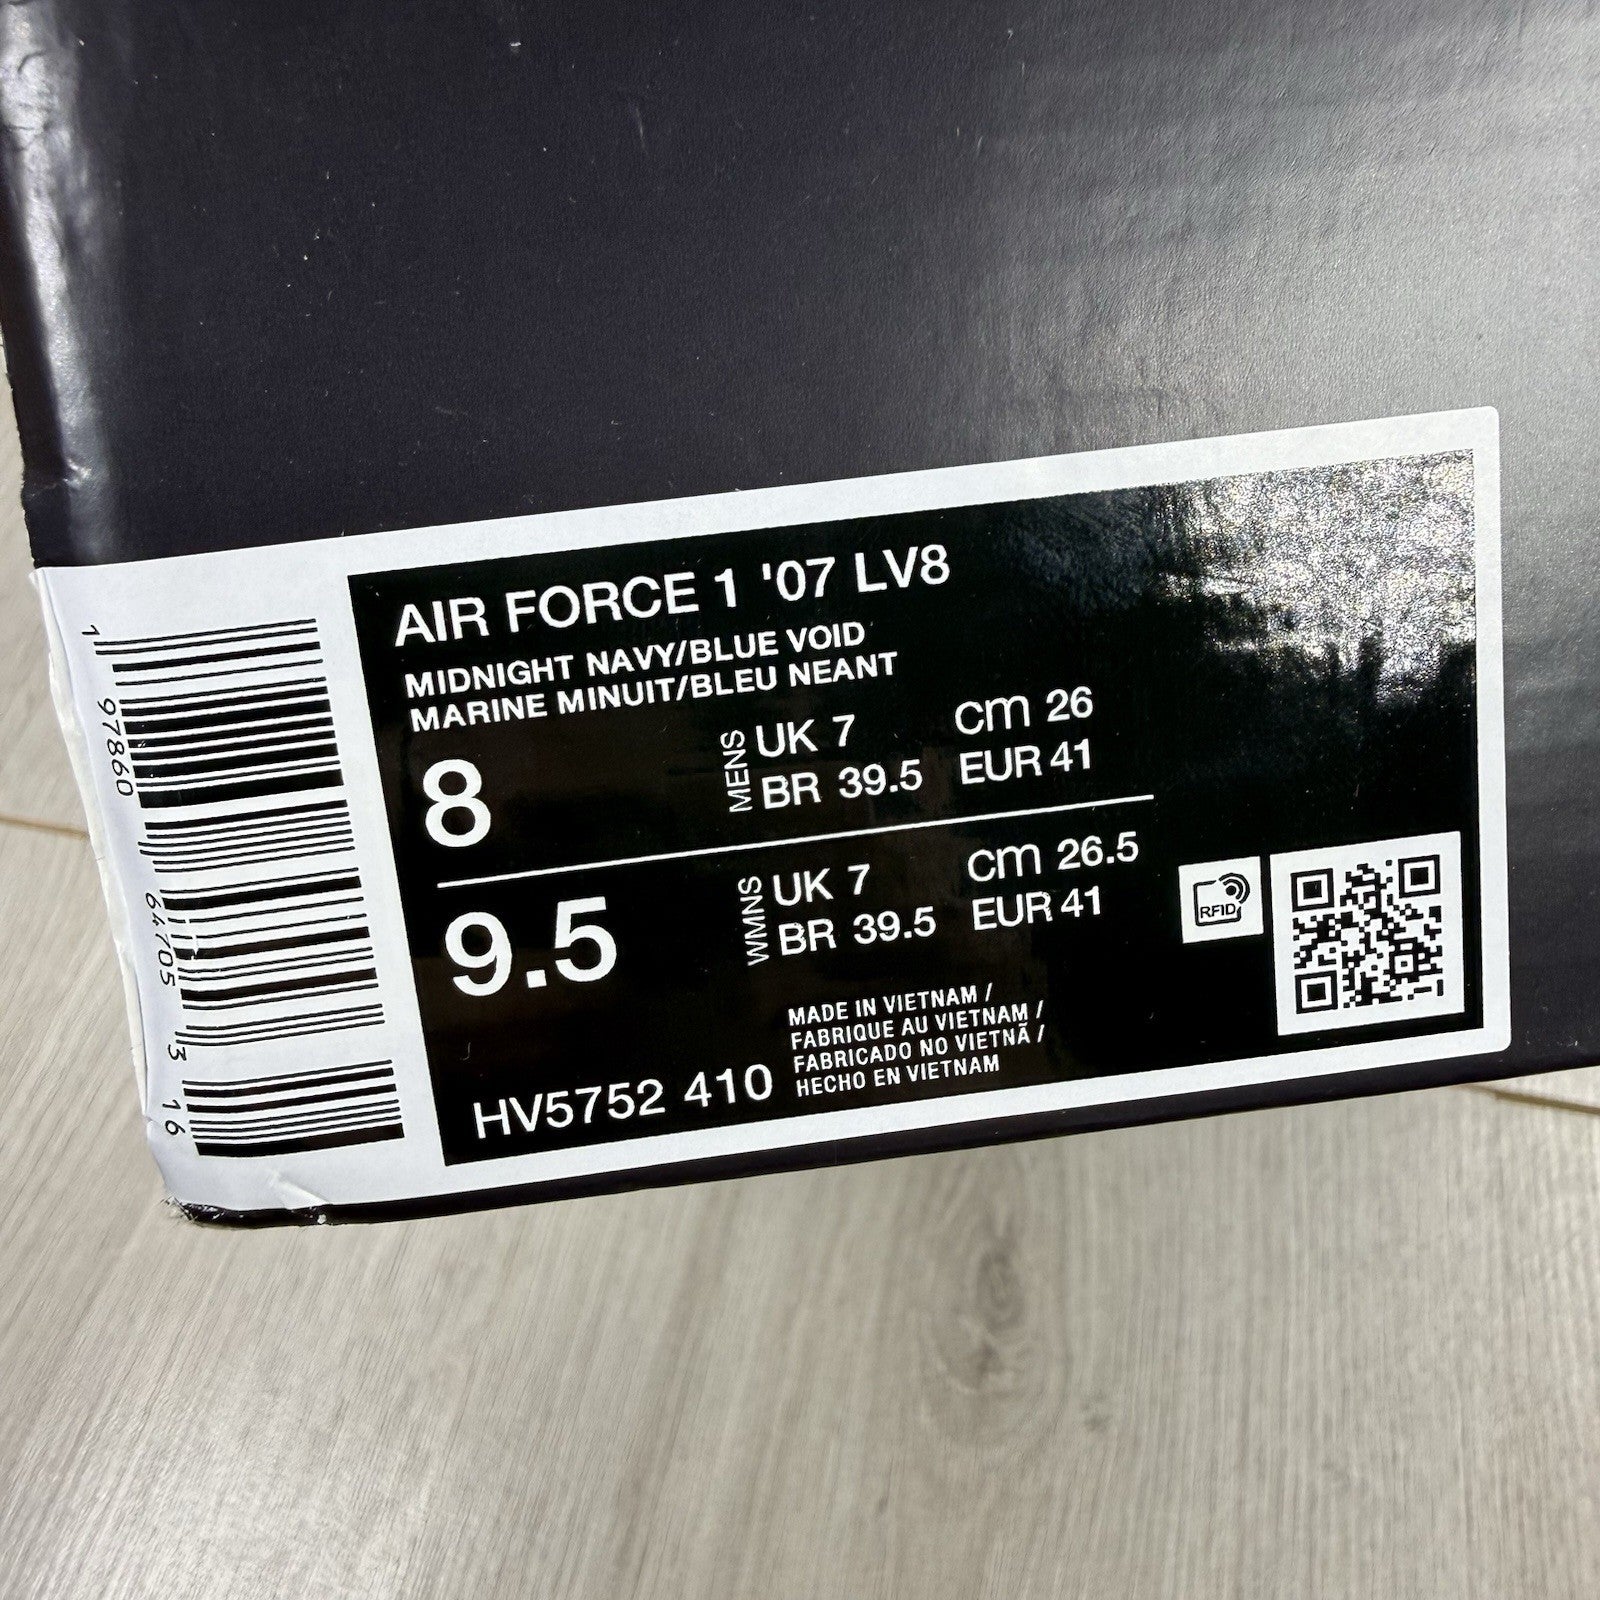 AIR FORCE 1 '07 LV8
MIDNIGHT NAVY/BLUE VOID
MARINE MINUIT/BLEU NEANT
8
MENS
UK 7 cm 26
BR 39.5 EUR 41
9.5
WMNS
UK 7 cm 26.5
BR 39.5 EUR 41
RFID
HV5752 410
MADE IN VIETNAM /
FABRIQUE AU VIETNAM /
FABRICADO NO VIETNÃ /
HECHO EN VIETNAM
1 97860 64705 3 16